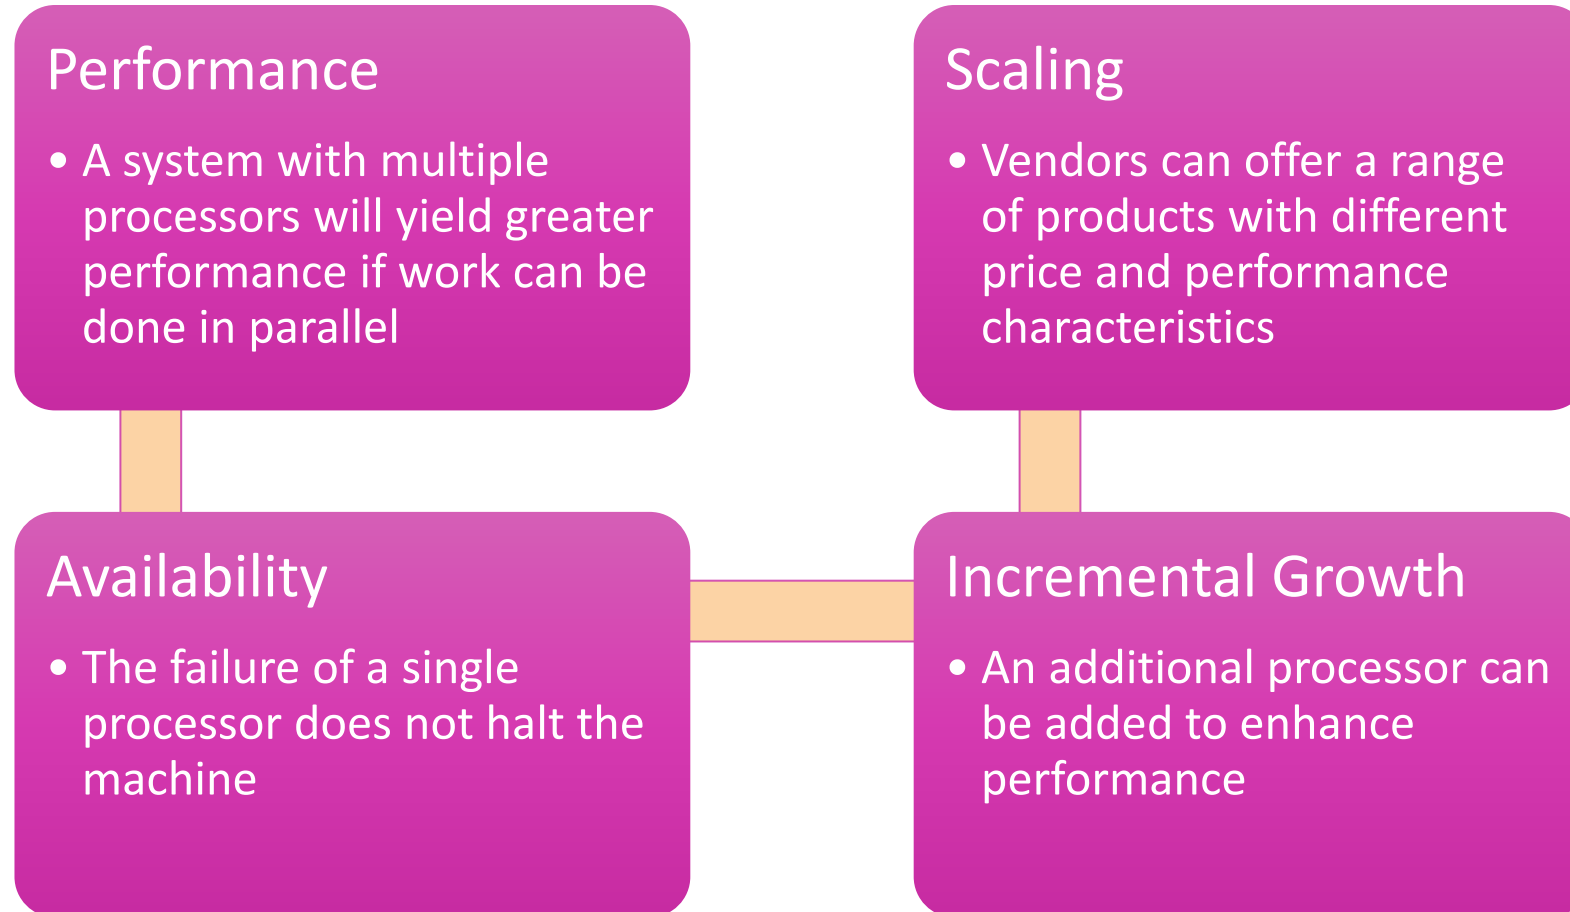 Performance
• A system with multiple
processors will yield greater
performance if work can be
done in parallel
Availability
• The failure of a single
processor does not halt the
machine
Incremental Growth
• An additional processor can
be added to enhance
performance
Scaling
• Vendors can offer a range
of products with different
price and performance
characteristics